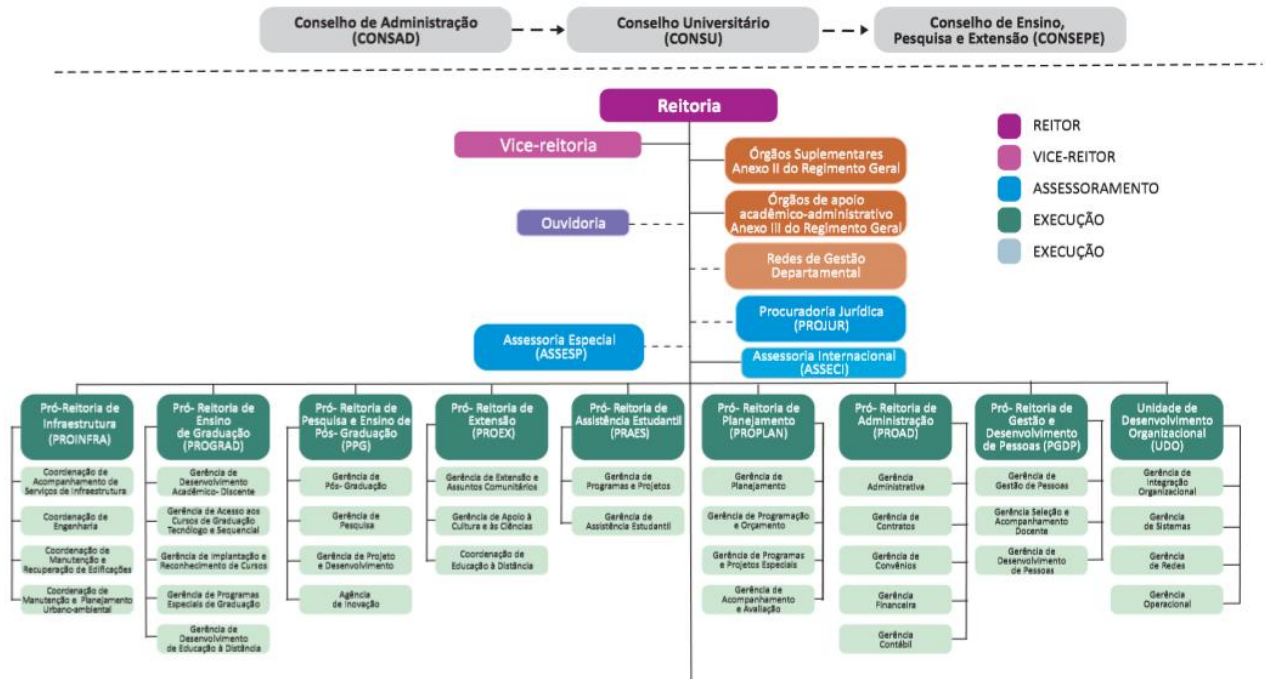 Conselho de Administração
(CONSAD)
Conselho Universitário
(CONSU)
Conselho de Ensino,
Pesquisa e Extensão (CONSEPE)
Reitoria
Vice-reitoria
Órgãos Suplementares
Anexo II do Regimento Geral
Ouvidoria
Órgãos de apoio
acadêmico-administrativo
Anexo III do Regimento Geral
Redes de Gestão
Departamental
Procuradoria Jurídica
(PROJUR)
Assessoria Especial
(ASSESP)
Assessoria Internacional
(ASSECI)
REITOR
VICE-REITOR
ASSESSORAMENTO
EXECUÇÃO
EXECUÇÃO
Pró-Reitoria de
Infraestrutura
(PROINFRA)
Coordenação de
Acompanhamento de
Serviços de Infraestrutura
Coordenação de
Engenharia
Coordenação de
Manutenção e
Recuperação de Edificações
Coordenação de
Manutenção e Planejamento
Urbano-ambiental
Pró- Reitoria de
Ensino
de Graduação
(PROGRAD)
Gerência de
Desenvolvimento
Acadêmico- Discente
Gerência de Acesso aos
Cursos de Graduação
Tecnólogo e Sequencial
Gerência de Implantação e
Reconhecimento de Cursos
Gerência de Programas
Especiais de Graduação
Gerência de
Desenvolvimento
de Educação à Distância
Pró- Reitoria de
Pesquisa e Ensino de
Pós- Graduação
(PPG)
Gerência de
Pós- Graduação
Gerência de
Pesquisa
Gerência de Projeto
e Desenvolvimento
Agência
de Inovação
Pró- Reitoria de
Extensão
(PROEX)
Gerência de Extensão e
Assuntos Comunitários
Gerência de Apoio à
Cultura e às Ciências
Coordenação de
Educação à Distância
Pró- Reitoria de
Assistência Estudantil
(PRAES)
Gerência de
Programas e Projetos
Gerência de
Assistência Estudantil
Pró- Reitoria de
Planejamento
(PROPLAN)
Gerência de
Planejamento
Gerência de Programação
e Orçamento
Gerência de Programas
e Projetos Especiais
Gerência de
Acompanhamento
e Avaliação
Pró- Reitoria de
Administração
(PROAD)
Gerência
Administrativa
Gerência
de Contratos
Gerência de
Convênios
Gerência
Financeira
Gerência
Contábil
Pró- Reitoria de
Gestão e
Desenvolvimento
de Pessoas (PGDP)
Gerência de
Gestão de Pessoas
Gerência Seleção e
Acompanhamento
Docente
Gerência de
Desenvolvimento
de Pessoas
Unidade de
Desenvolvimento
Organizacional
(UDO)
Gerência de
Integração
Organizacional
Gerência
de Sistemas
Gerência
de Redes
Gerência
Operacional